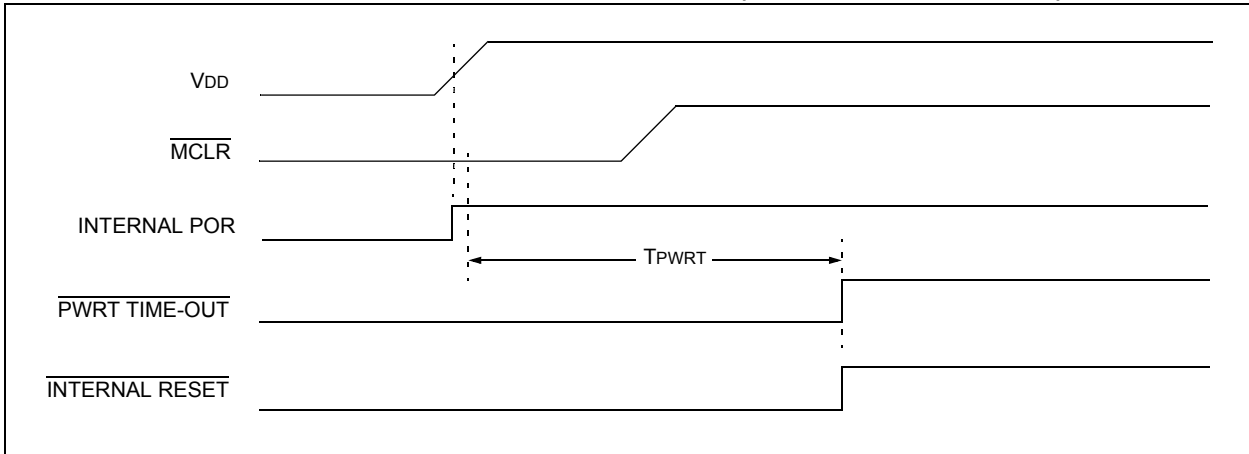 VDD
MCLR
INTERNAL POR
TPWRT
PWRT TIME-OUT
INTERNAL RESET